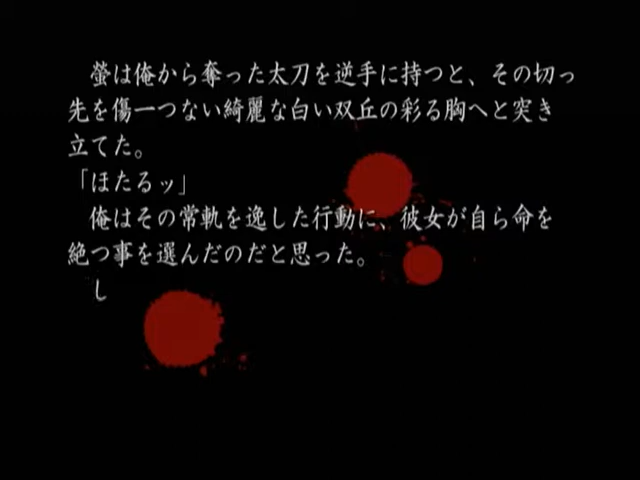 螢は俺から奪った太刀を逆手に持つと、その切っ
先を傷一つない綺麗な白い双丘の彩る胸へと突き
立てた。
「ほたるッ」
俺はその常軌を逸した行動に、彼女が自ら命を
絶つ事を選んだのだと思った。
し